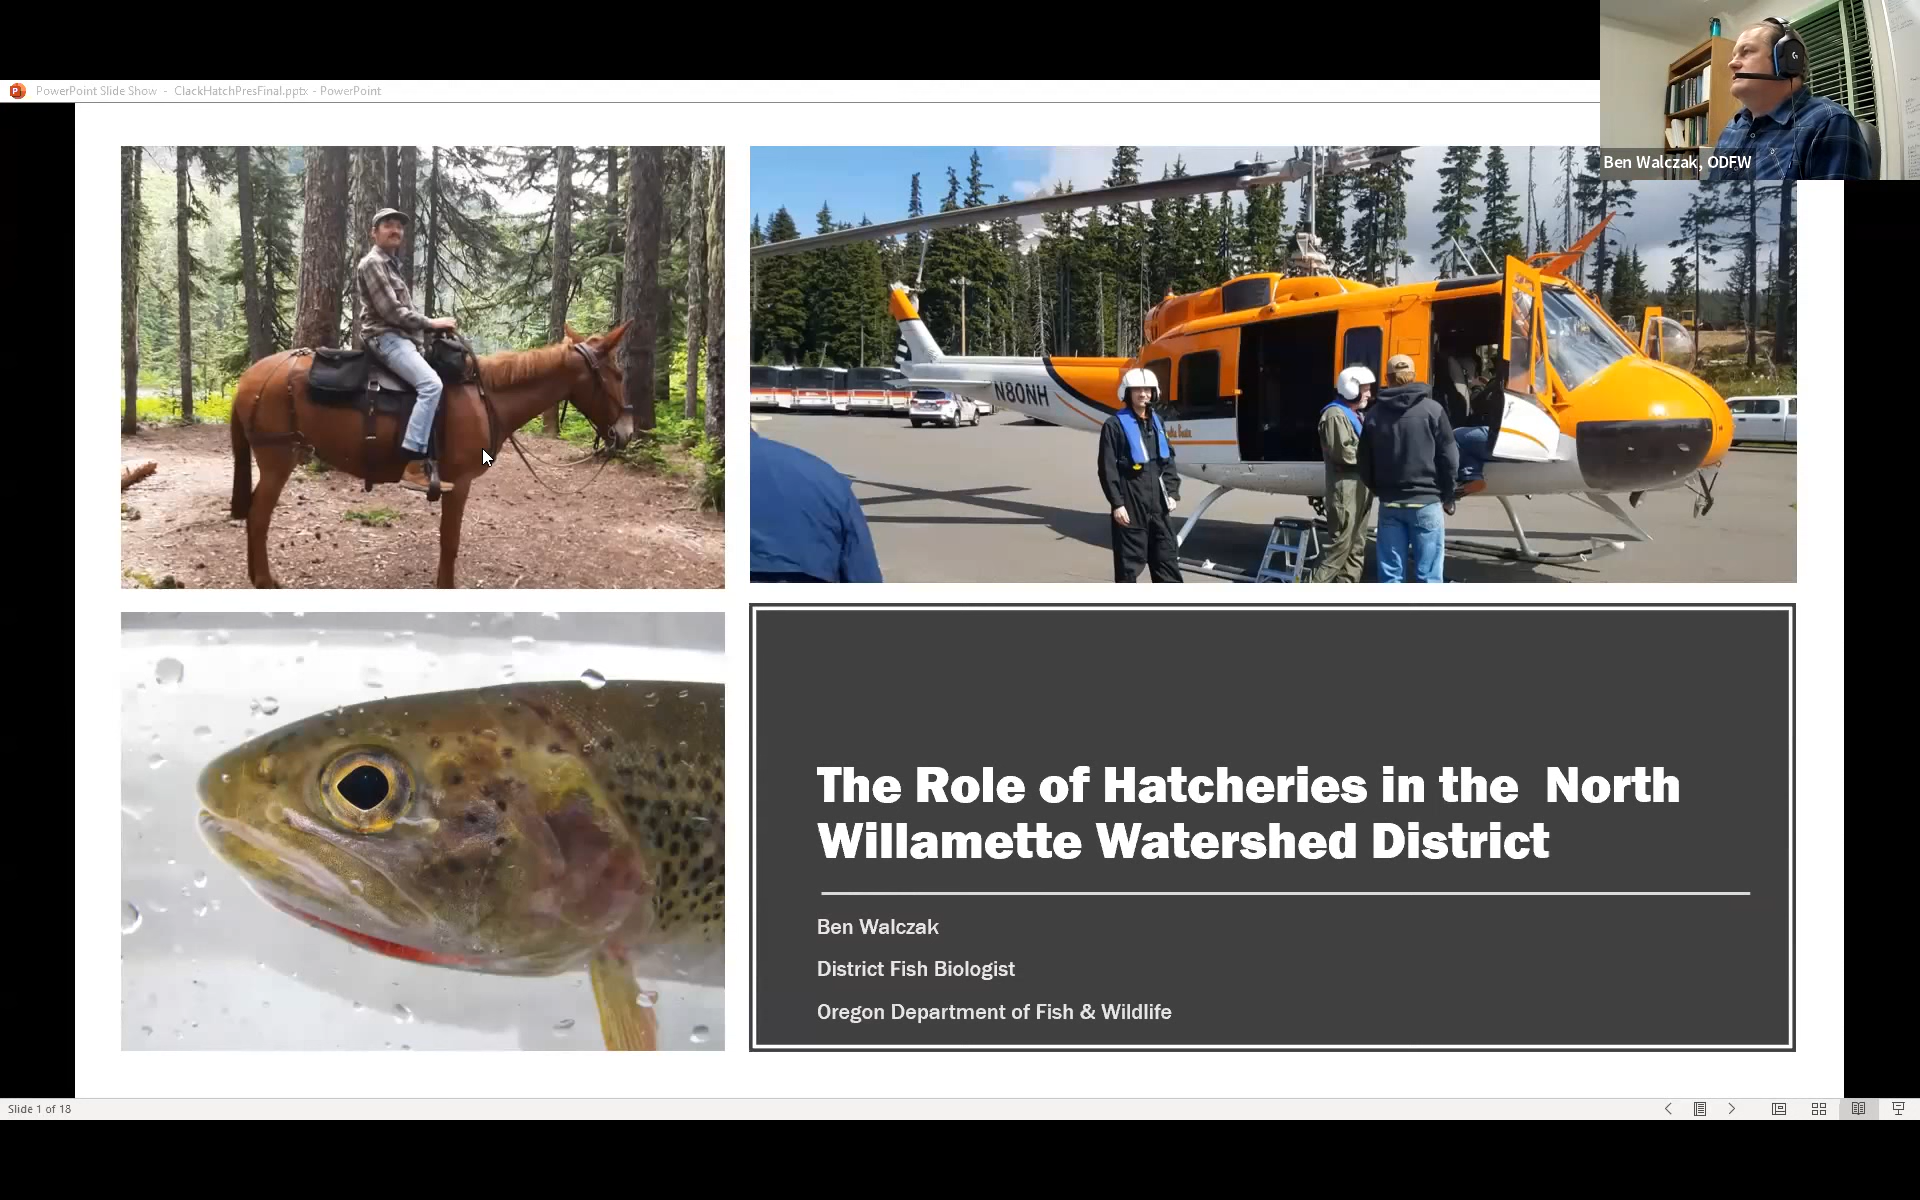 PowerPoint Slide Show - ClackHatchPresFinal.pptx - PowerPoint
Ben Walczak, ODFW
N80NH
The Role of Hatcheries in the North
Willamette Watershed District
Ben Walczak
District Fish Biologist
Oregon Department of Fish & Wildlife
Slide 1 of 18